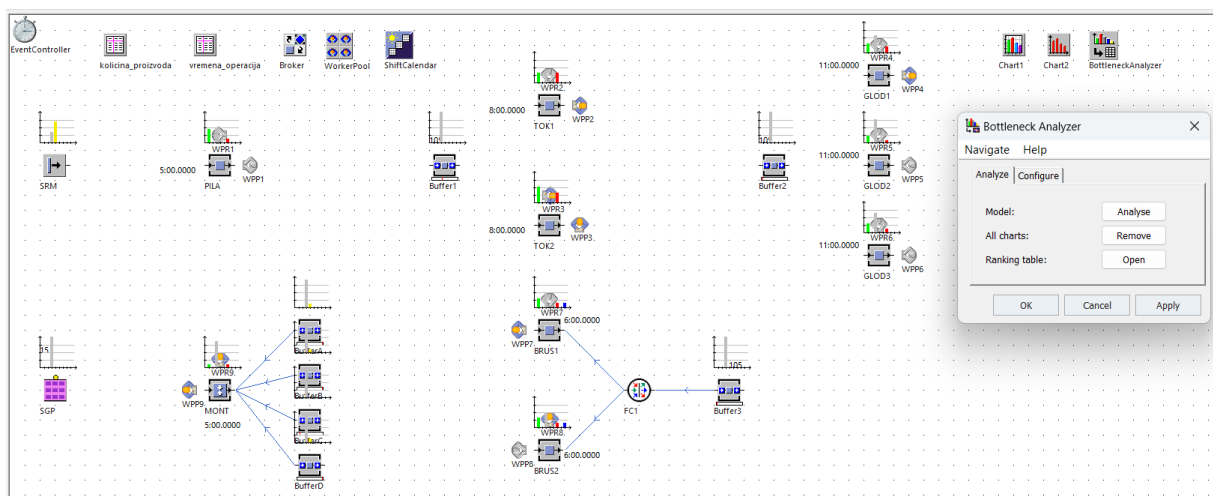 EventController
kolicina_proizvoda
vremena_operacija
Broker
WorkerPool
ShiftCalendar
Chart1
Chart2
BottleneckAnalyzer
WPR4.
11:00.0000
WPP4
GLOD1
WPR2.
8:00.0000
WPP2
TOK1
SRM
WPR1
5:00.0000
PILA
WPP1
Buffer1
Buffer2
WPR5.
11:00.0000
GLOD2
WPP5
WPR3
8:00.0000
WPP3.
TOK2
WPR6.
11:00.0000
GLOD3
WPP6
WPR7
6:00.0000
WPP7
BRUS1
BufferA
15
SGP
WPR9.
WPP9
MONT
5:00.0000
BufferB
BufferC
BufferD
FC1
105
Buffer3
WPR8.
WPP8
BRUS2
6:00.0000
Bottleneck Analyzer
Navigate Help
Analyze Configure
Model: Analyse
All charts: Remove
Ranking table: Open
OK Cancel Apply